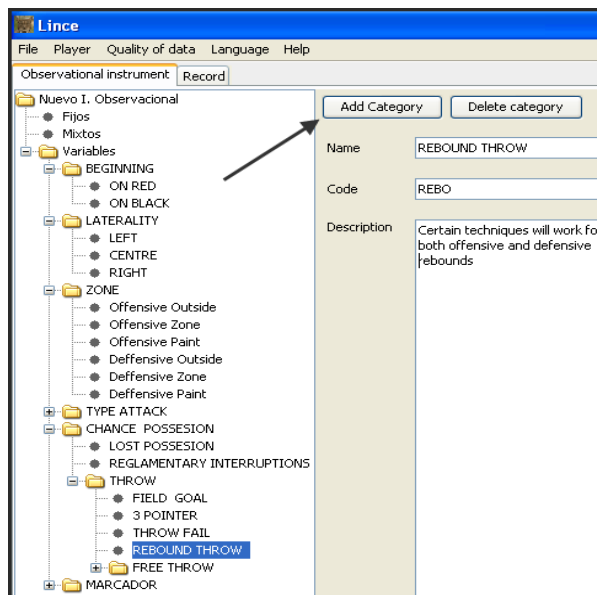 Lince
File Player Quality of data Language Help
Observational instrument Record
Nuevo I. Observacional
Fijos
Mixtos
Variables
BEGINNING
ON RED
ON BLACK
LATERALITY
LEFT
CENTRE
RIGHT
ZONE
Offensive Outside
Offensive Zone
Offensive Paint
Deffensive Outside
Deffensive Zone
Deffensive Paint
TYPE ATTACK
CHANCE POSSESION
LOST POSSESION
REGLAMENTARY INTERRUPTIONS
THROW
FIELD GOAL
3 POINTER
THROW FAIL
REBOUND THROW
FREE THROW
MARCADOR
Add Category Delete category
Name REBOUND THROW
Code REBO
Description Certain techniques will work fo
both offensive and defensive
rebounds